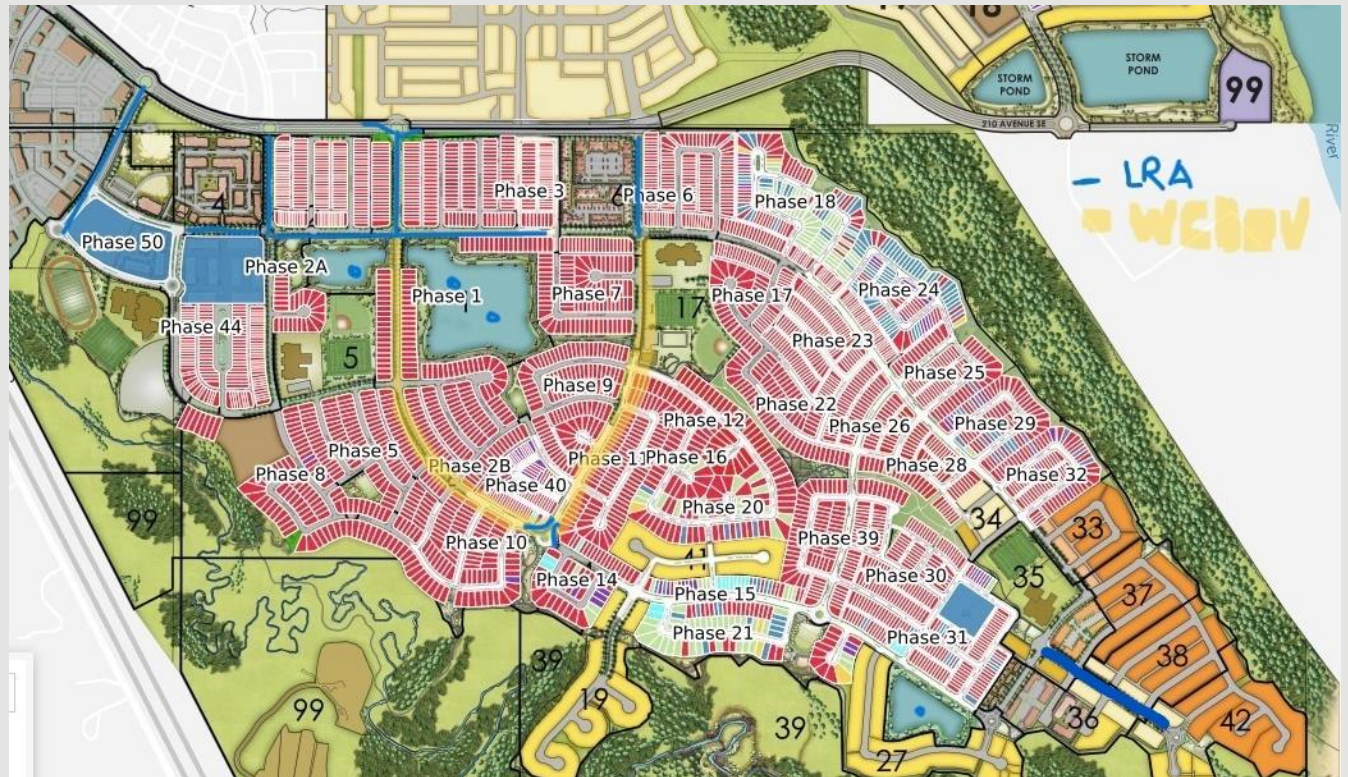 18
STORM
POND
STORM
POND
99
210 AVENUE SE
River
LRA
4
Phase 3
6
Phase 6
Phase 18
Phase 50
Phase 2A
Phase 24
Phase 1
Phase 7
17
Phase 17
Phase 44
5
Phase 23
Phase 9
Phase 25
Phase 12
Phase 22
Phase 26
Phase 29
Phase 5
Phase 2B
Phase 11
Phase 16
Phase 28
Phase 8
Phase 40
Phase 32
Phase 20
34
33
99
Phase 10
41
Phase 39
Phase 14
Phase 30
35
Phase 15
37
Phase 21
Phase 31
39
38
19
99
39
36
42
27